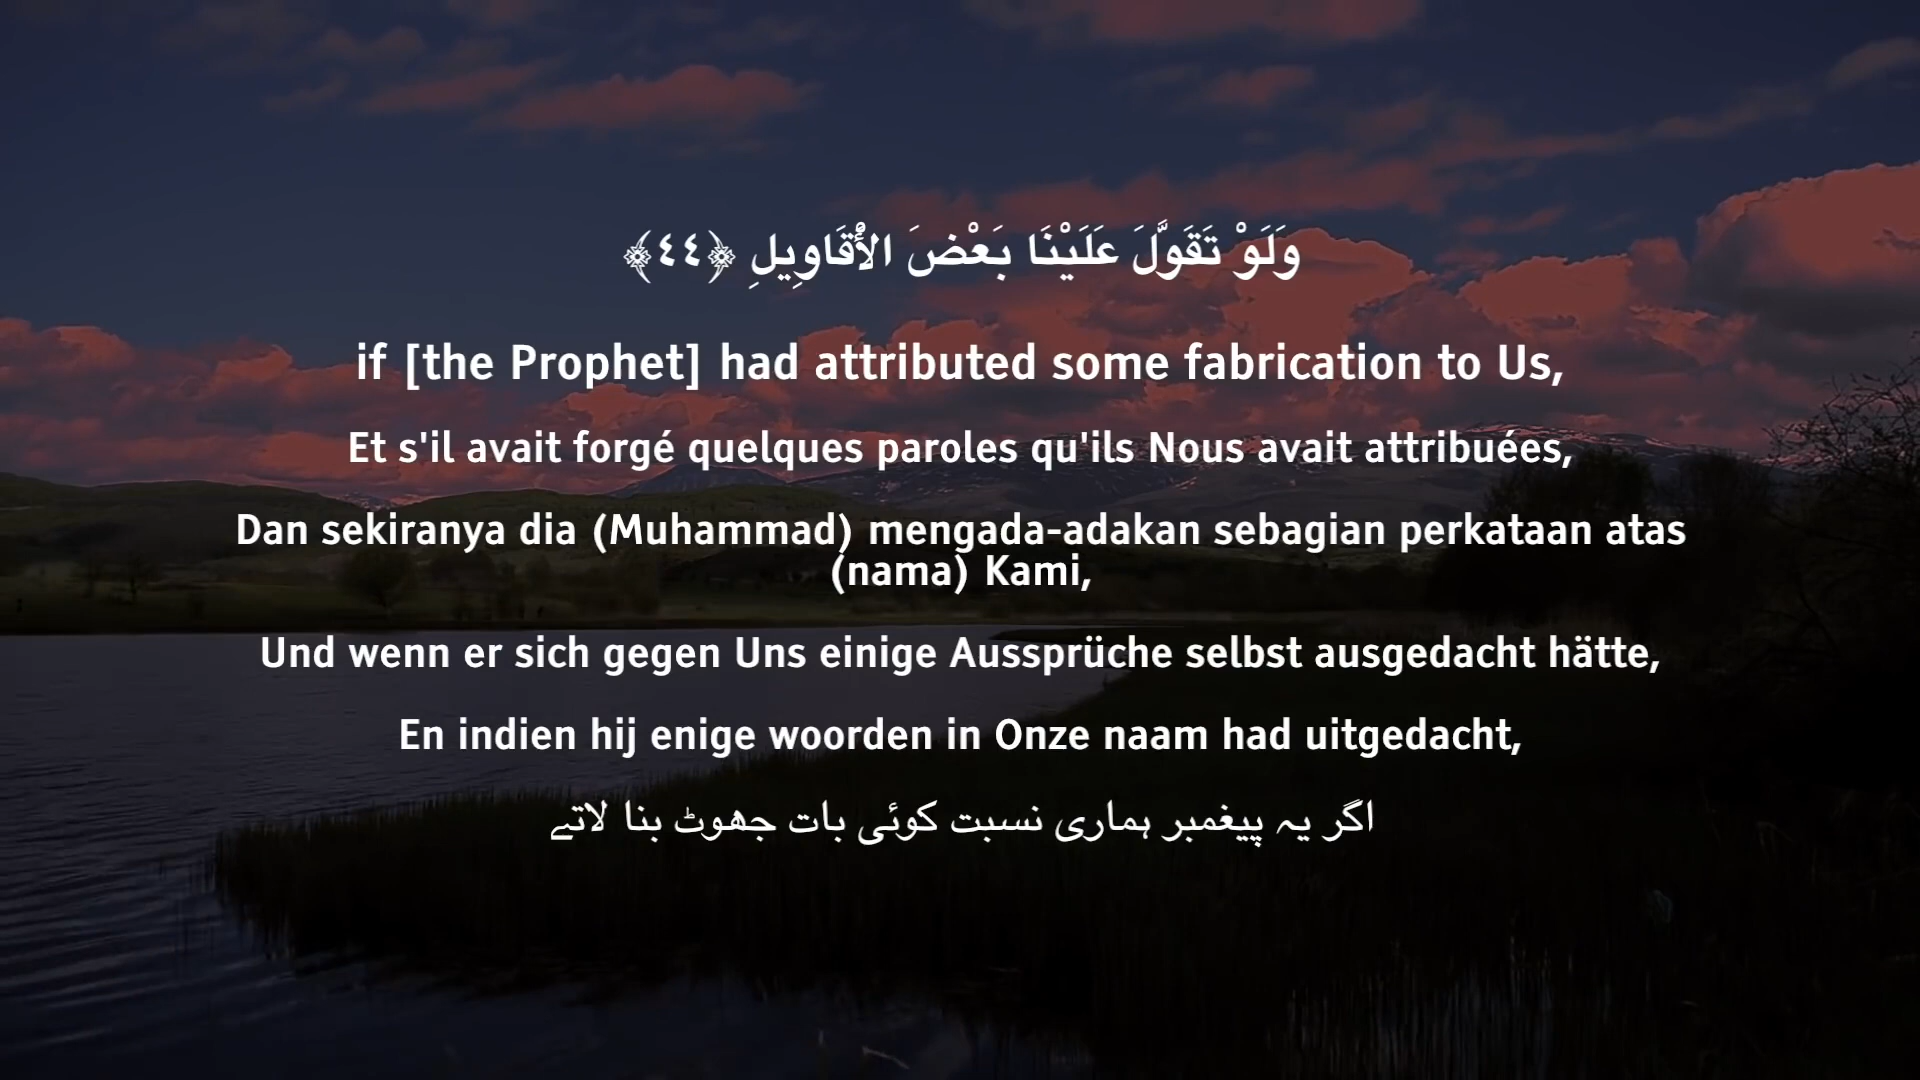 وَلَوْ تَقَوَّلَ عَلَيْنَا بَعْضَ الْأَقَاوِيلِ ﴿٤٤﴾
if [the Prophet] had attributed some fabrication to Us,
Et s'il avait forgé quelques paroles qu'ils Nous avait attribuées,
Dan sekiranya dia (Muhammad) mengada-adakan sebagian perkataan atas
(nama) Kami,
Und wenn er sich gegen Uns einige Aussprüche selbst ausgedacht hätte,
En indien hij enige woorden in Onze naam had uitgedacht,
اگر یہ پیغمبر ہماری نسبت کوئی بات جھوٹ بنا لاتے